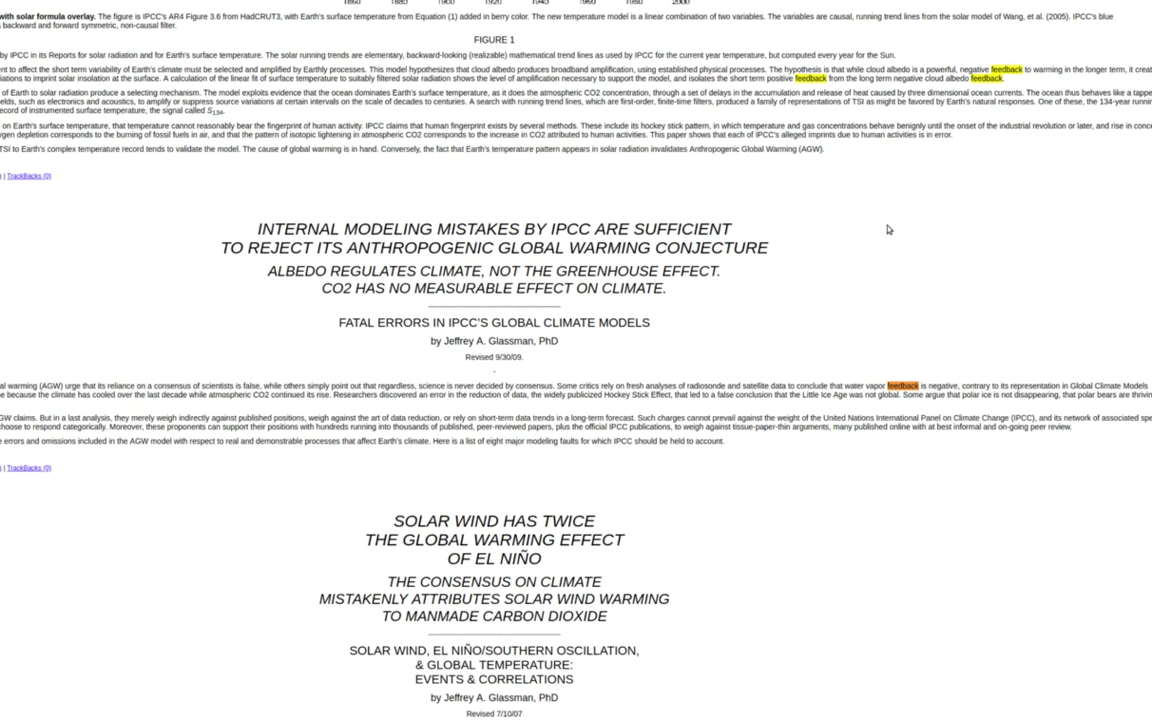 1860 1880 1900 1920 1940 1960 1980 2000
with solar formula overlay. The figure is IPCC's AR4 Figure 3.6 from HadCRUT3, with Earth's surface temperature from Equation (1) added in berry color. The new temperature model is a linear combination of two variables. The variables are causal, running trend lines from the solar model of Wang, et al. (2005). IPCC's blue
backward and forward symmetric, non-causal filter.
FIGURE 1
by IPCC in its Reports for solar radiation and for Earth's surface temperature. The solar running trends are elementary, backward-looking (realizable) mathematical trend lines as used by IPCC for the current year temperature, but computed every year for the Sun.
to affect the short term variability of Earth's climate must be selected and amplified by Earthly processes. This model hypothesizes that cloud albedo produces broadband amplification, using established physical processes. The hypothesis is that while cloud albedo is a powerful, negative feedback to warming in the longer term, it
to imprint solar insolation at the surface. A calculation of the linear fit of surface temperature to suitably filtered solar radiation shows the level of amplification necessary to support the model, and isolates the short term positive feedback from the long term negative cloud albedo feedback.
of Earth to solar radiation produce a selecting mechanism. The model exploits evidence that the ocean dominates Earth's surface temperature, as it does the atmospheric CO2 concentration, through a set of delays in the accumulation and release of heat caused by three dimensional ocean currents. The ocean thus behaves like a
such as electronics and acoustics, to amplify or suppress source variations at certain intervals on the scale of decades to centuries. A search with running trend lines, which are first-order, finite-time filters, produced a family of representations of TSI as might be favored by Earth's natural responses. One of these, the 134-year
of instrumented surface temperature, the signal called S134.
on Earth's surface temperature, that temperature cannot reasonably bear the fingerprint of human activity. IPCC claims that human fingerprint exists by several methods. These include its hockey stick pattern, in which temperature and gas concentrations behave benignly until the onset of the industrial revolution or later, and rise in
depletion corresponds to the burning of fossil fuels in air, and that the pattern of isotopic lightening in atmospheric CO2 corresponds to the increase in CO2 attributed to human activities. This paper shows that each of IPCC's alleged imprints due to human activities is in error.
TSI to Earth's complex temperature record tends to validate the model. The cause of global warming is in hand. Conversely, the fact that Earth's temperature pattern appears in solar radiation invalidates Anthropogenic Global Warming (AGW).
) | TrackBacks (0)
INTERNAL MODELING MISTAKES BY IPCC ARE SUFFICIENT
TO REJECT ITS ANTHROPOGENIC GLOBAL WARMING CONJECTURE
ALBEDO REGULATES CLIMATE, NOT THE GREENHOUSE EFFECT.
CO2 HAS NO MEASURABLE EFFECT ON CLIMATE.
FATAL ERRORS IN IPCC'S GLOBAL CLIMATE MODELS
by Jeffrey A. Glassman, PhD
Revised 9/30/09.
.
warming (AGW) urge that its reliance on a consensus of scientists is false, while others simply point out that regardless, science is never decided by consensus. Some critics rely on fresh analyses of radiosonde and satellite data to conclude that water vapor feedback is negative, contrary to its representation in Global Climate Models
because the climate has cooled over the last decade while atmospheric CO2 continued its rise. Researchers discovered an error in the reduction of data, the widely publicized Hockey Stick Effect, that led to a false conclusion that the Little Ice Age was not global. Some argue that polar ice is not disappearing, that polar bears are
claims. But in a last analysis, they merely weigh indirectly against published positions, weigh against the art of data reduction, or rely on short-term data trends in a long-term forecast. Such charges cannot prevail against the weight of the United Nations International Panel on Climate Change (IPCC), and its network of associated
to respond categorically. Moreover, these proponents can support their positions with hundreds running into thousands of published, peer-reviewed papers, plus the official IPCC publications, to weigh against tissue-paper-thin arguments, many published online with at best informal and on-going peer review.
errors and omissions included in the AGW model with respect to real and demonstrable processes that affect Earth's climate. Here is a list of eight major modeling faults for which IPCC should be held to account.
) | TrackBacks (0)
SOLAR WIND HAS TWICE
THE GLOBAL WARMING EFFECT
OF EL NIÑO
THE CONSENSUS ON CLIMATE
MISTAKENLY ATTRIBUTES SOLAR WIND WARMING
TO MANMADE CARBON DIOXIDE
SOLAR WIND, EL NIÑO/SOUTHERN OSCILLATION,
& GLOBAL TEMPERATURE:
EVENTS & CORRELATIONS
by Jeffrey A. Glassman, PhD
Revised 7/10/07